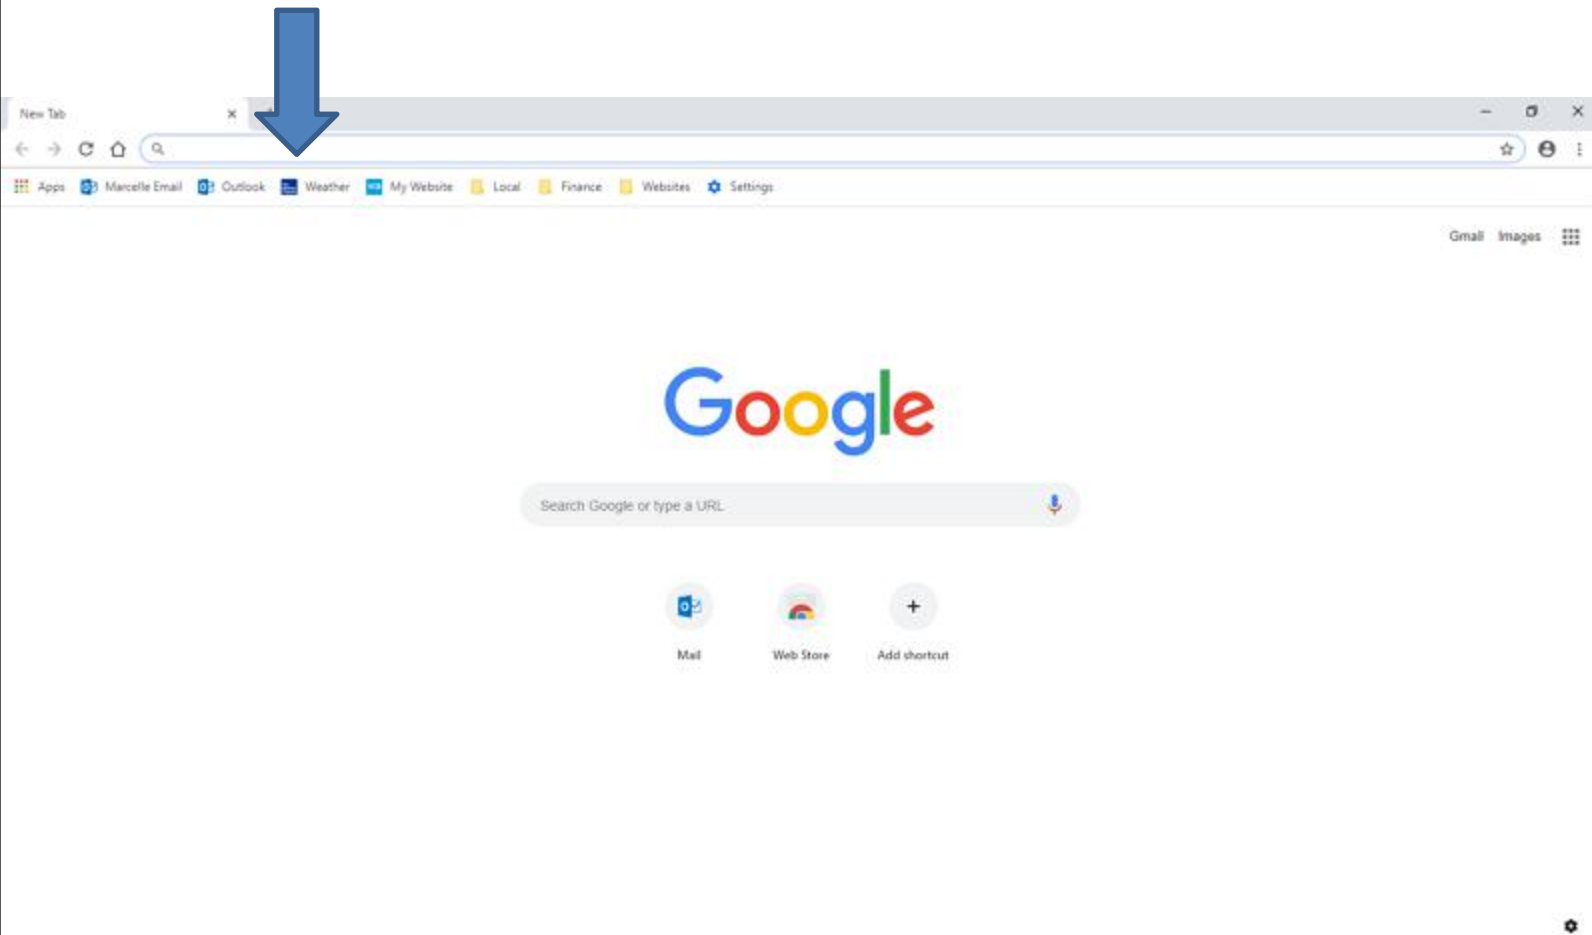 New Tab
Apps Marcelle Email Outlook Weather My Website Local Finance Websites Settings
Gmail Images
Google
Search Google or type a URL
Mail Web Store Add shortcut